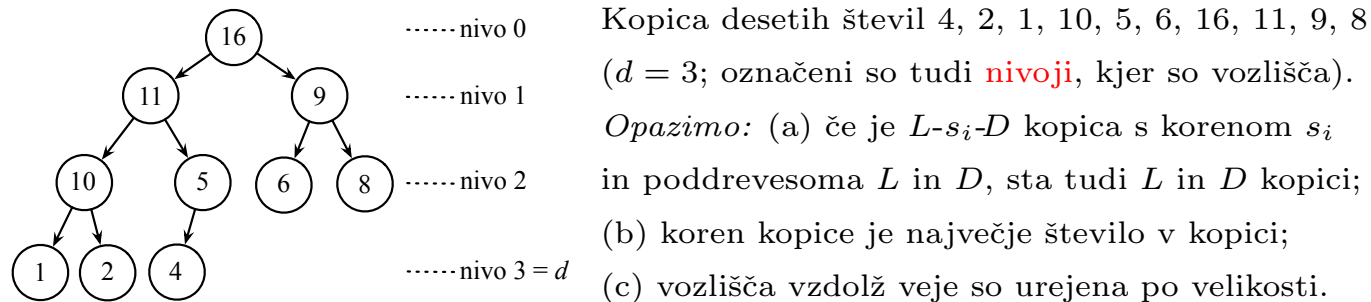 16
nivo 0
11
9
nivo 1
10
5
6
8
nivo 2
1
2
4
nivo 3 = d
Kopica desetih števil 4, 2, 1, 10, 5, 6, 16, 11, 9, 8
(d = 3; označeni so tudi nivoji, kjer so vozlišča).
Opazimo: (a) če je L-sᵢ-D kopica s korenom sᵢ
in poddrevesoma L in D, sta tudi L in D kopici;
(b) koren kopice je največje število v kopici;
(c) vozlišča vzdolž veje so urejena po velikosti.